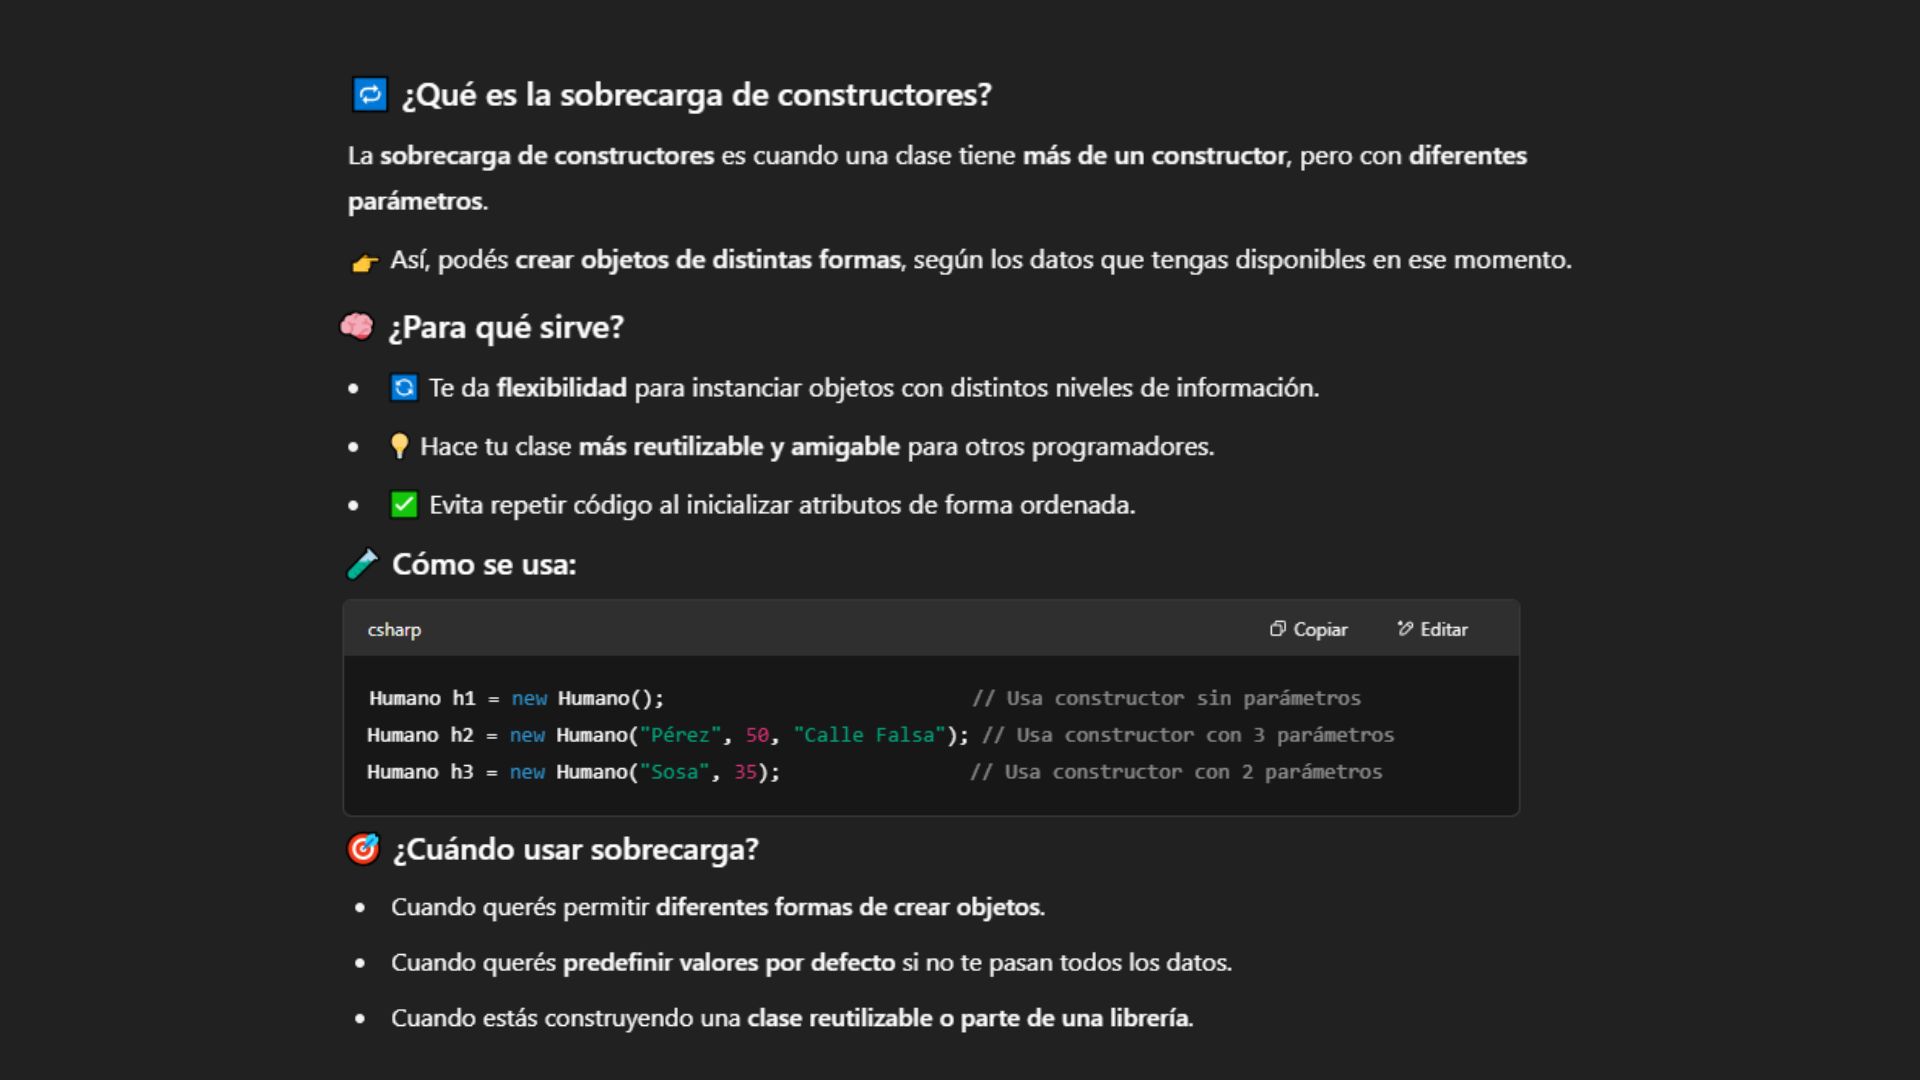 ¿Qué es la sobrecarga de constructores?
La sobrecarga de constructores es cuando una clase tiene más de un constructor, pero con diferentes
parámetros.
Así, podés crear objetos de distintas formas, según los datos que tengas disponibles en ese momento.
¿Para qué sirve?
• Te da flexibilidad para instanciar objetos con distintos niveles de información.
• Hace tu clase más reutilizable y amigable para otros programadores.
• Evita repetir código al inicializar atributos de forma ordenada.
Cómo se usa:
csharp Copiar Editar
Humano h1 = new Humano(); // Usa constructor sin parámetros
Humano h2 = new Humano("Pérez", 50, "Calle Falsa"); // Usa constructor con 3 parámetros
Humano h3 = new Humano("Sosa", 35); // Usa constructor con 2 parámetros
¿Cuándo usar sobrecarga?
• Cuando querés permitir diferentes formas de crear objetos.
• Cuando querés predefinir valores por defecto si no te pasan todos los datos.
• Cuando estás construyendo una clase reutilizable o parte de una librería.